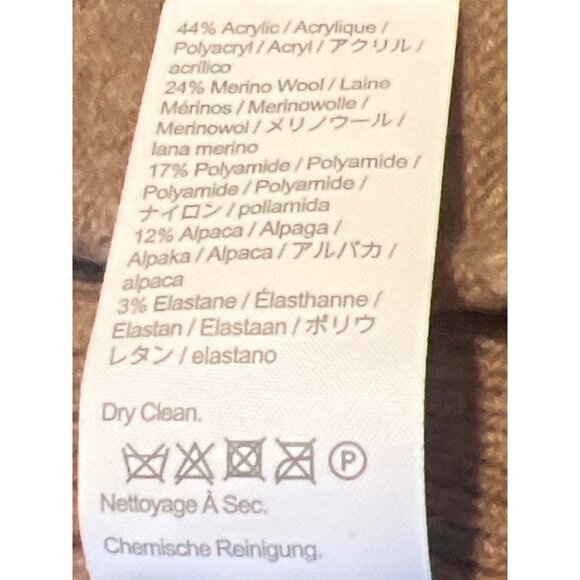 44% Acrylic / Acrylique /
Polyacryl / Acryl / アクリル /
acrílico
24% Merino Wool / Laine
Mérinos / Merinowolle /
Merinowol / メリノウール /
lana merino
17% Polyamide / Polyamide /
Polyamide / Polyamide /
ナイロン / poliamida
12% Alpaca / Alpaga /
Alpaka / Alpaca / アルパカ /
alpaca
3% Elastane / Élasthanne /
Elastan / Elastaan / ポリウ
レタン / elastano
Dry Clean.
P
Nettoyage À Sec.
Chemische Reinigung.